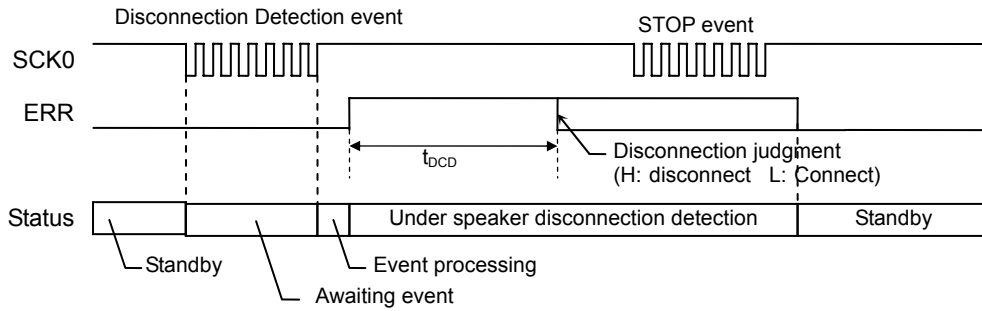 Disconnection Detection event
STOP event
SCK0
ERR
tDCD
Disconnection judgment
(H: disconnect L: Connect)
Status
Under speaker disconnection detection
Standby
Standby
Event processing
Awaiting event